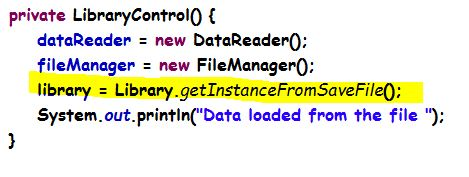 private LibraryControl() {
dataReader = new DataReader();
fileManager = new FileManager();
library = Library.getInstanceFromSaveFile();
System.out.println("Data loaded from the file ");
}